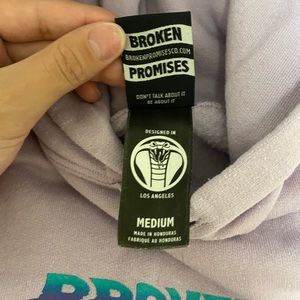 BROKEN
BROKENPROMISESCO.COM
PROMISES
DON'T TALK ABOUT IT
BE ABOUT IT
DESIGNED IN
LOS ANGELES
MEDIUM
MADE IN HONDURAS
FABRIQUÉ AU HONDURAS
BROKEN